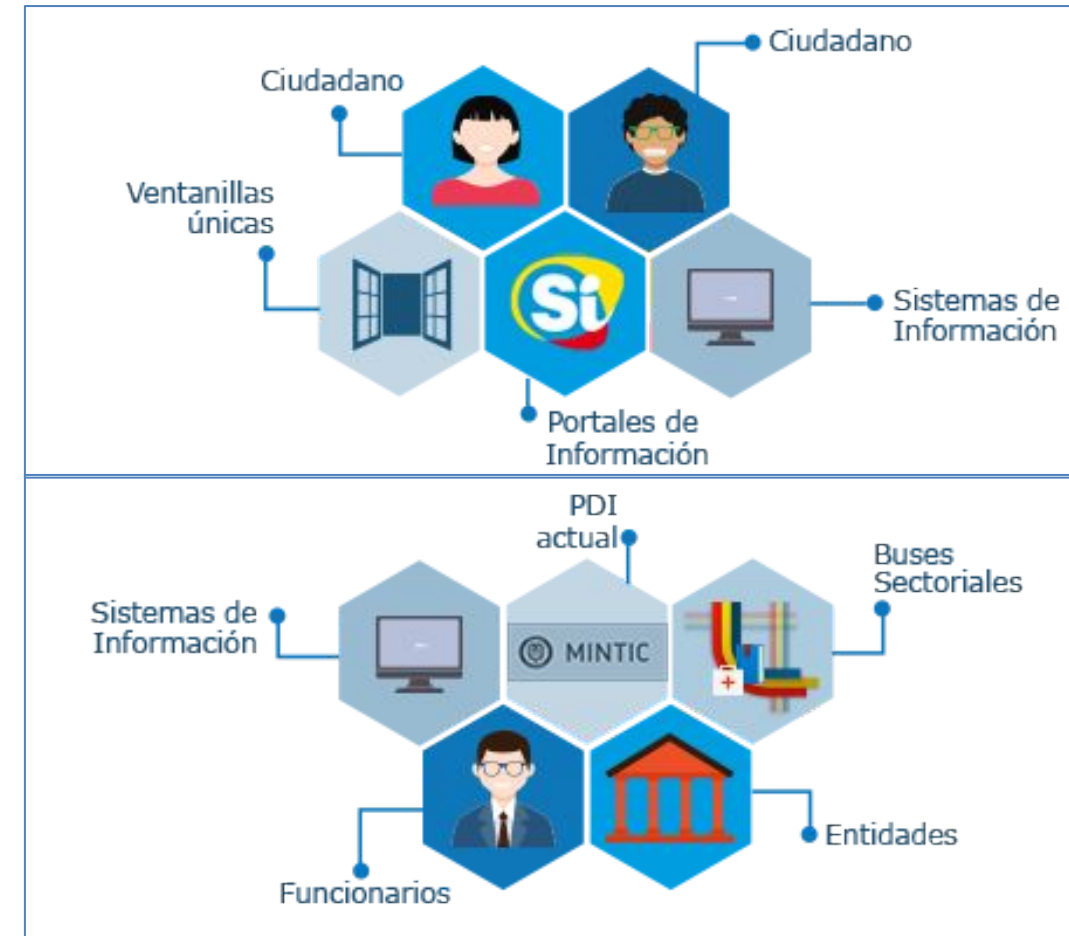 Ciudadano
Ciudadano
Ventanillas
únicas
Si
Sistemas de
Información
Portales de
Información
PDI
actual
Buses
Sectoriales
Sistemas de
Información
MINTIC
Entidades
Funcionarios